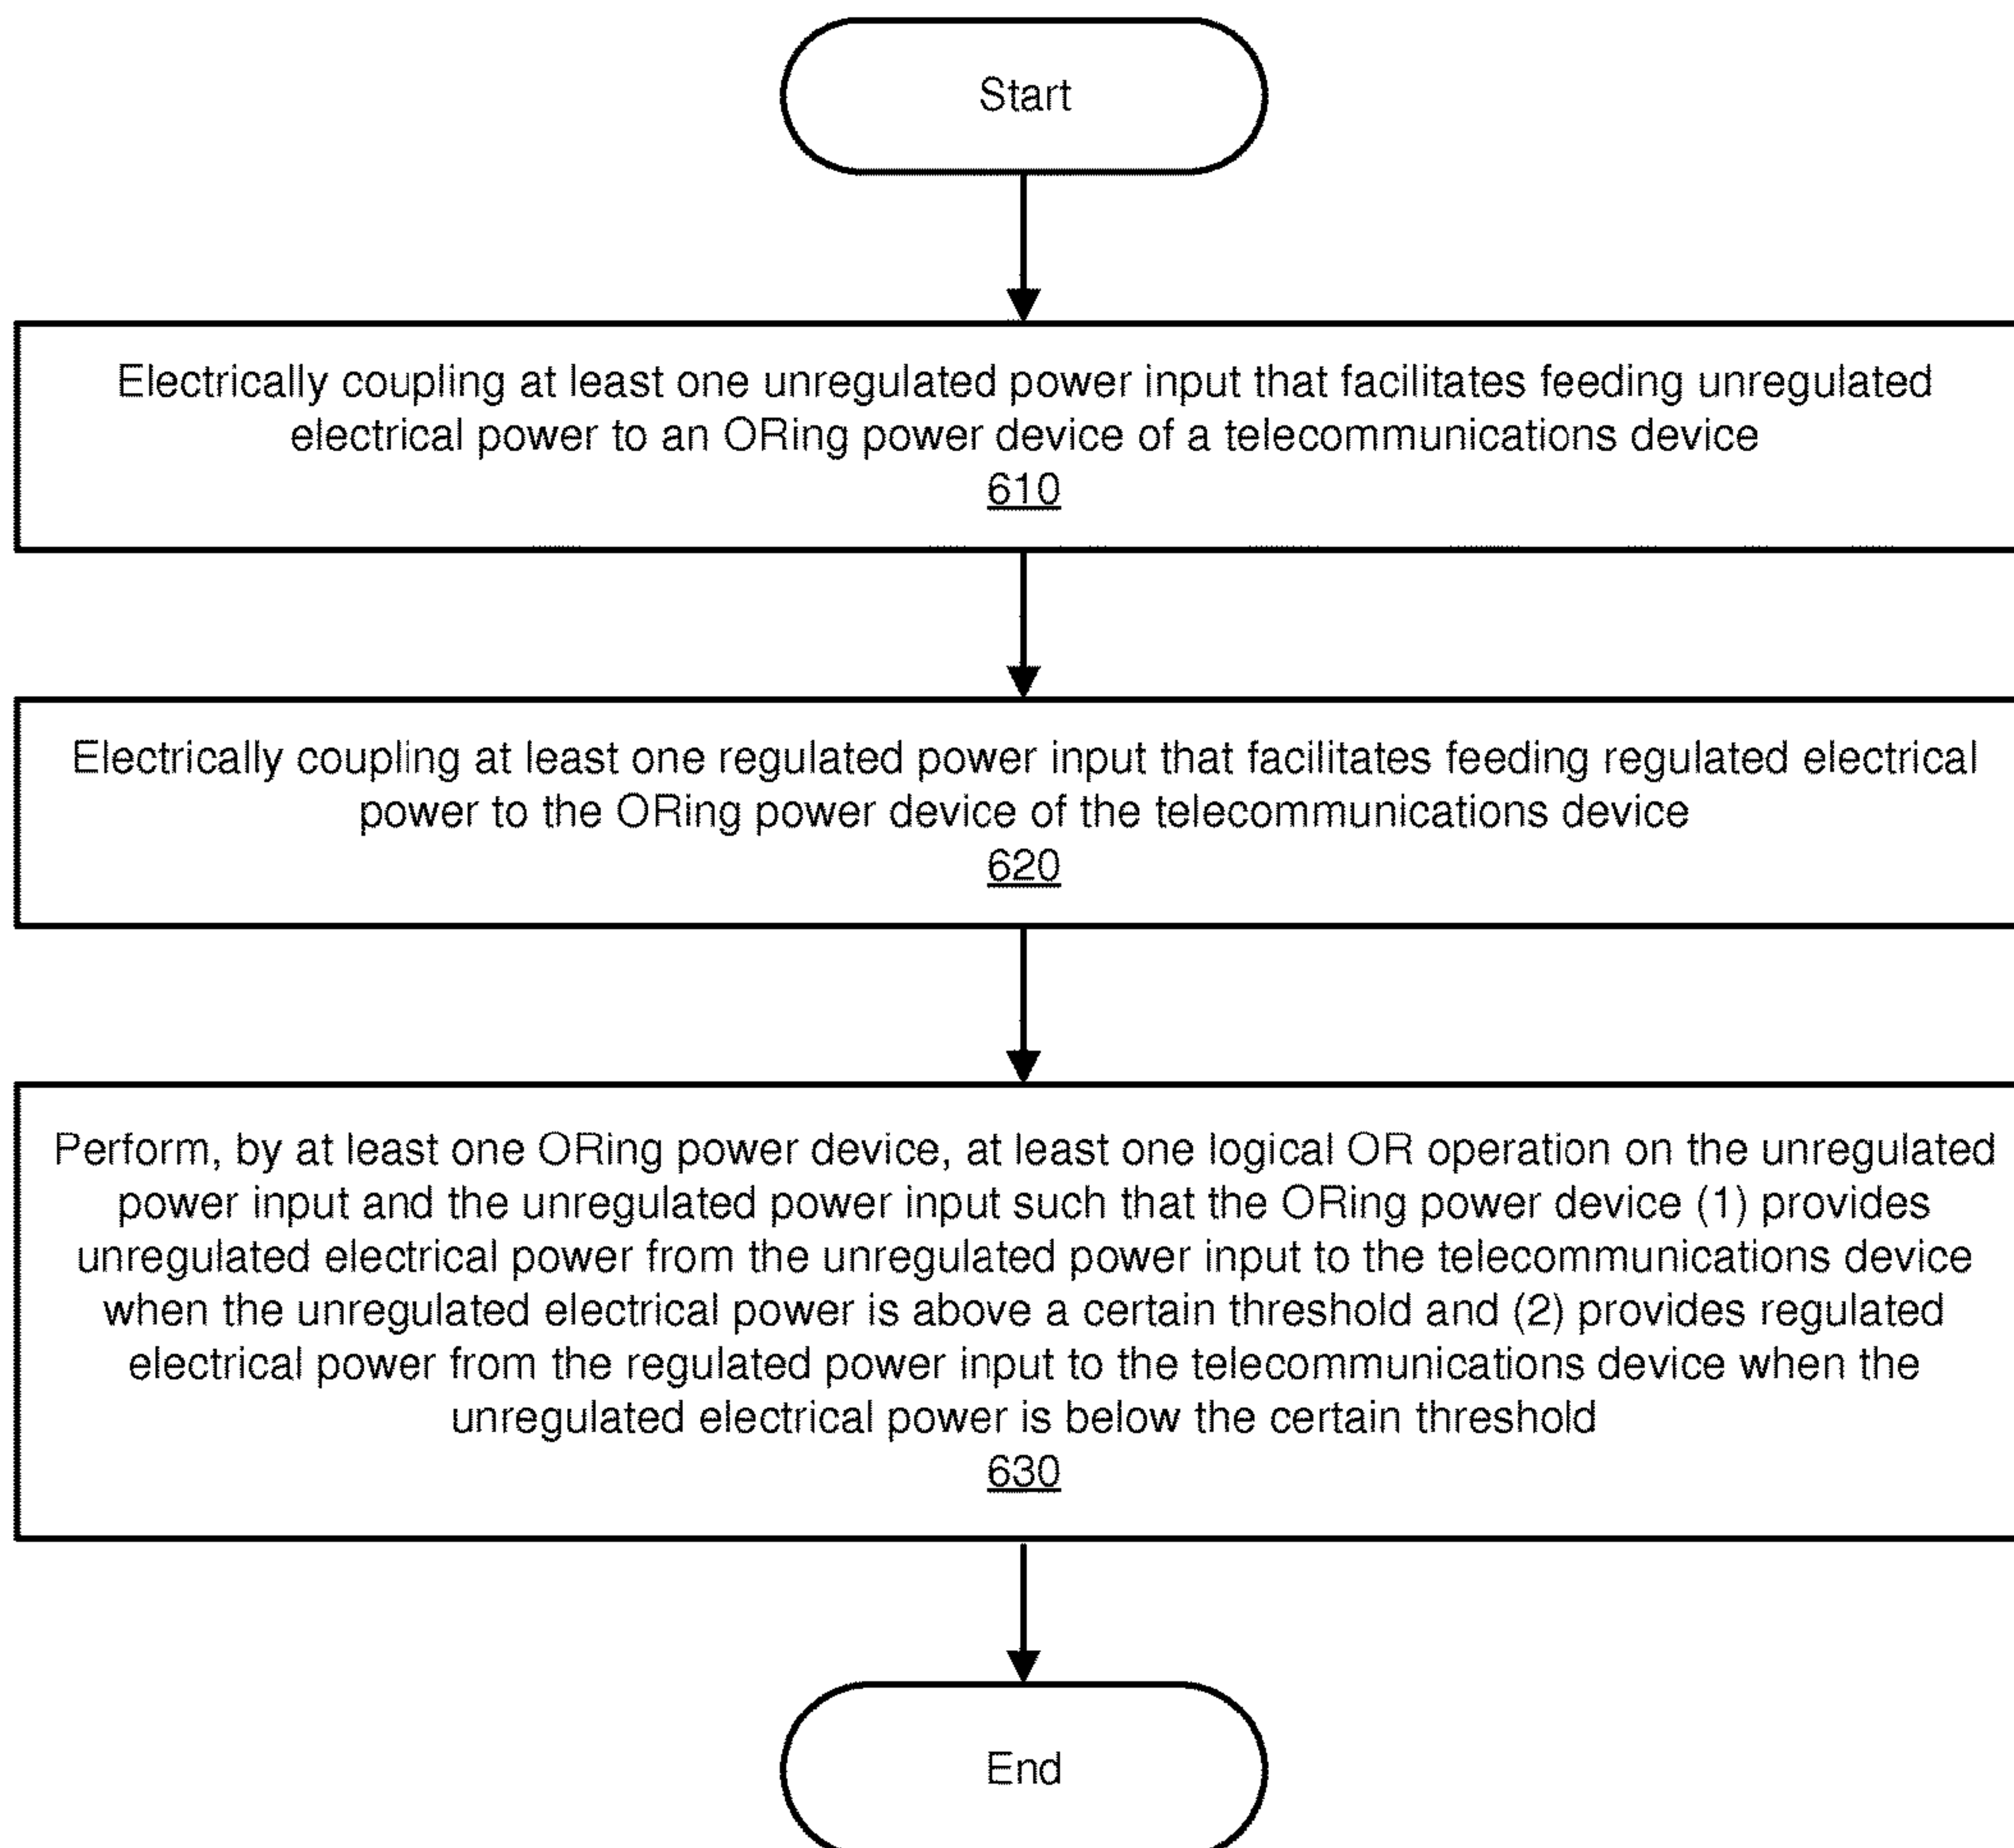 Start
Electrically coupling at least one unregulated power input that facilitates feeding unregulated
electrical power to an ORing power device of a telecommunications device
610
Electrically coupling at least one regulated power input that facilitates feeding regulated electrical
power to the ORing power device of the telecommunications device
620
Perform, by at least one ORing power device, at least one logical OR operation on the unregulated
power input and the unregulated power input such that the ORing power device (1) provides
unregulated electrical power from the unregulated power input to the telecommunications device
when the unregulated electrical power is above a certain threshold and (2) provides regulated
electrical power from the regulated power input to the telecommunications device when the
unregulated electrical power is below the certain threshold
630
End